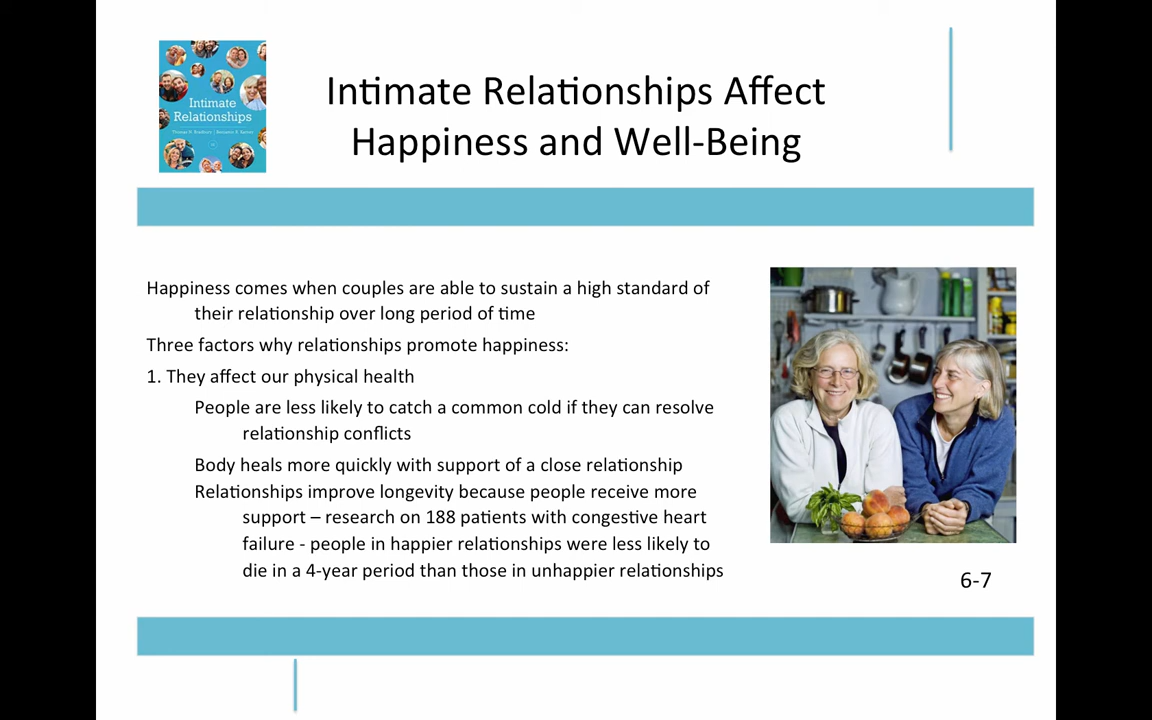 Intimate
Relationships
Thomas N. Bradbury | Benjamin R. Karney
Intimate Relationships Affect
Happiness and Well-Being
Happiness comes when couples are able to sustain a high standard of
their relationship over long period of time
Three factors why relationships promote happiness:
1. They affect our physical health
People are less likely to catch a common cold if they can resolve
relationship conflicts
Body heals more quickly with support of a close relationship
Relationships improve longevity because people receive more
support – research on 188 patients with congestive heart
failure - people in happier relationships were less likely to
die in a 4-year period than those in unhappier relationships
6-7